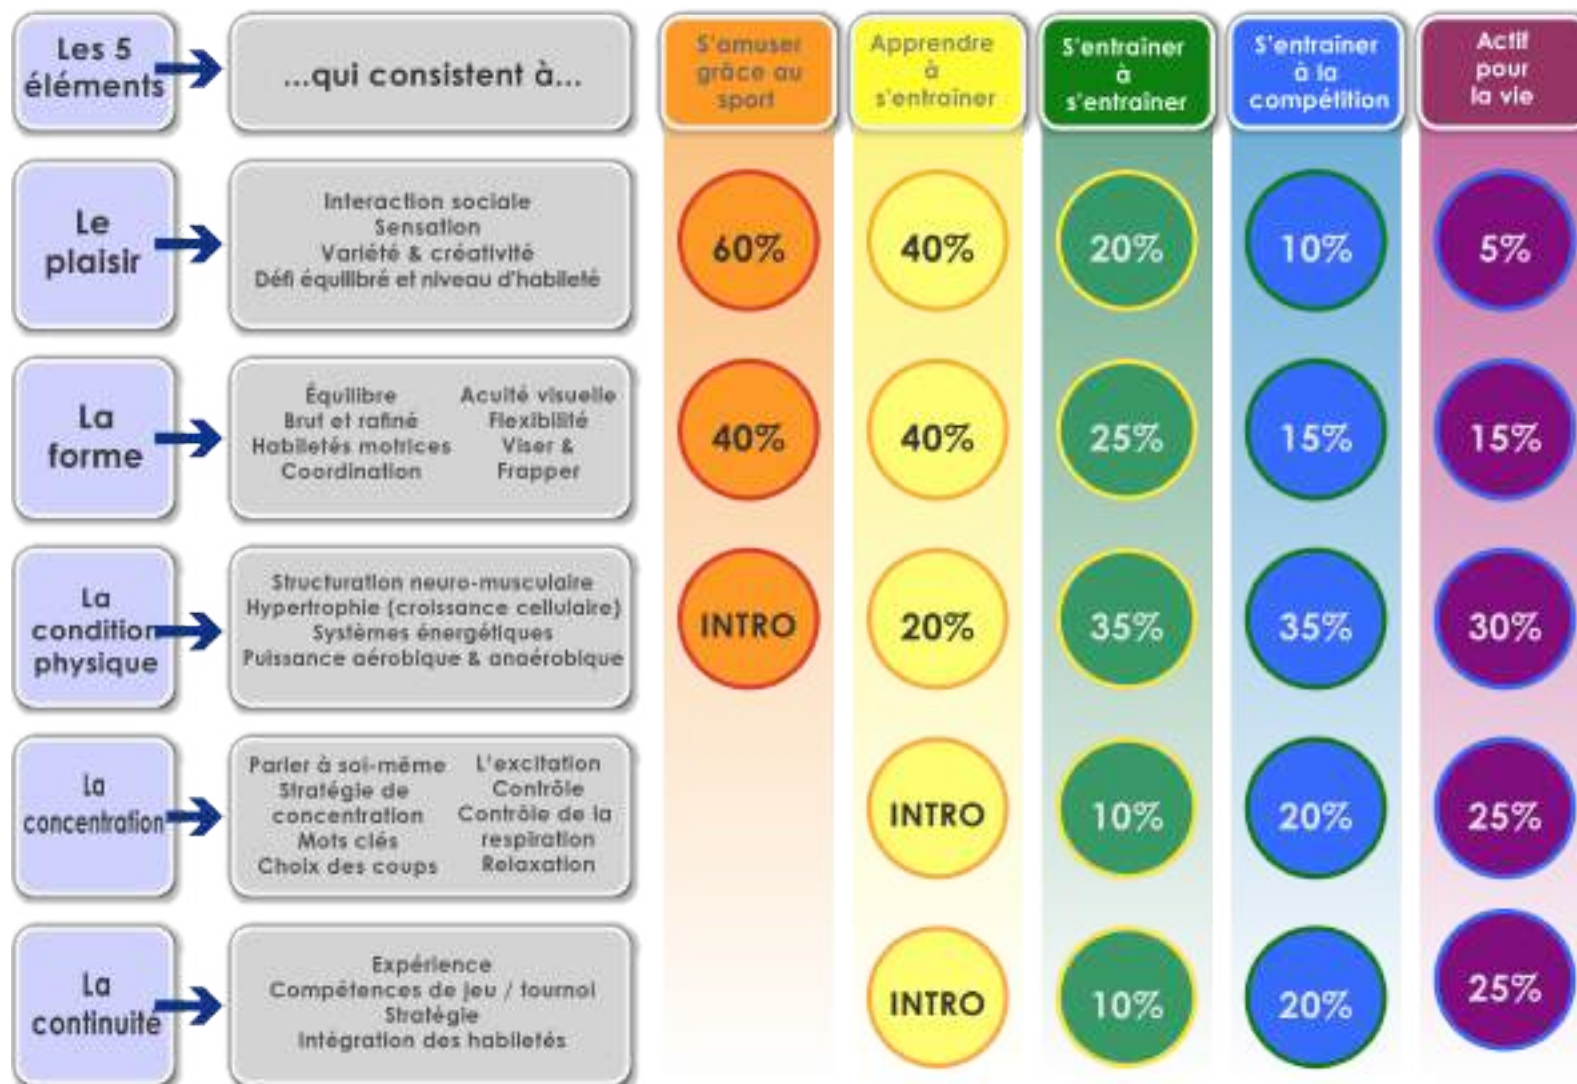 Les 5
éléments
...qui consistent à...
S'amuser
grâce au
sport
Apprendre
à
s'entraîner
S'entraîner
à
s'entraîner
S'entraîner
à la
compétition
Actif
pour
la vie
Le
plaisir
Interaction sociale
Sensation
Variété & créativité
Défi équilibré et niveau d'habileté
60%
40%
20%
10%
5%
La
forme
Équilibre
Brut et rafiné
Habiletés motrices
Coordination
Acuité visuelle
Flexibilité
Viser &
Frapper
40%
40%
25%
15%
15%
La
condition
physique
Structuration neuro-musculaire
Hypertrophie (croissance cellulaire)
Systèmes énergétiques
Puissance aérobique & anaérobique
INTRO
20%
35%
35%
30%
La
concentration
Parler à soi-même
Stratégie de
concentration
Mots clés
Choix des coups
L'excitation
Contrôle
Contrôle de la
respiration
Relaxation
INTRO
10%
20%
25%
La
continuité
Expérience
Compétences de jeu / tournoi
Stratégie
Intégration des habiletés
INTRO
10%
20%
25%